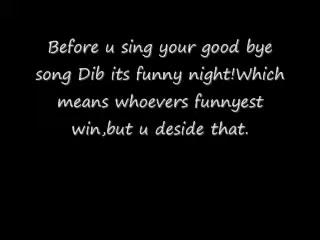 Before u sing your good bye
song Dib its funny night!Which
means whoevers funnyest
win,but u deside that.